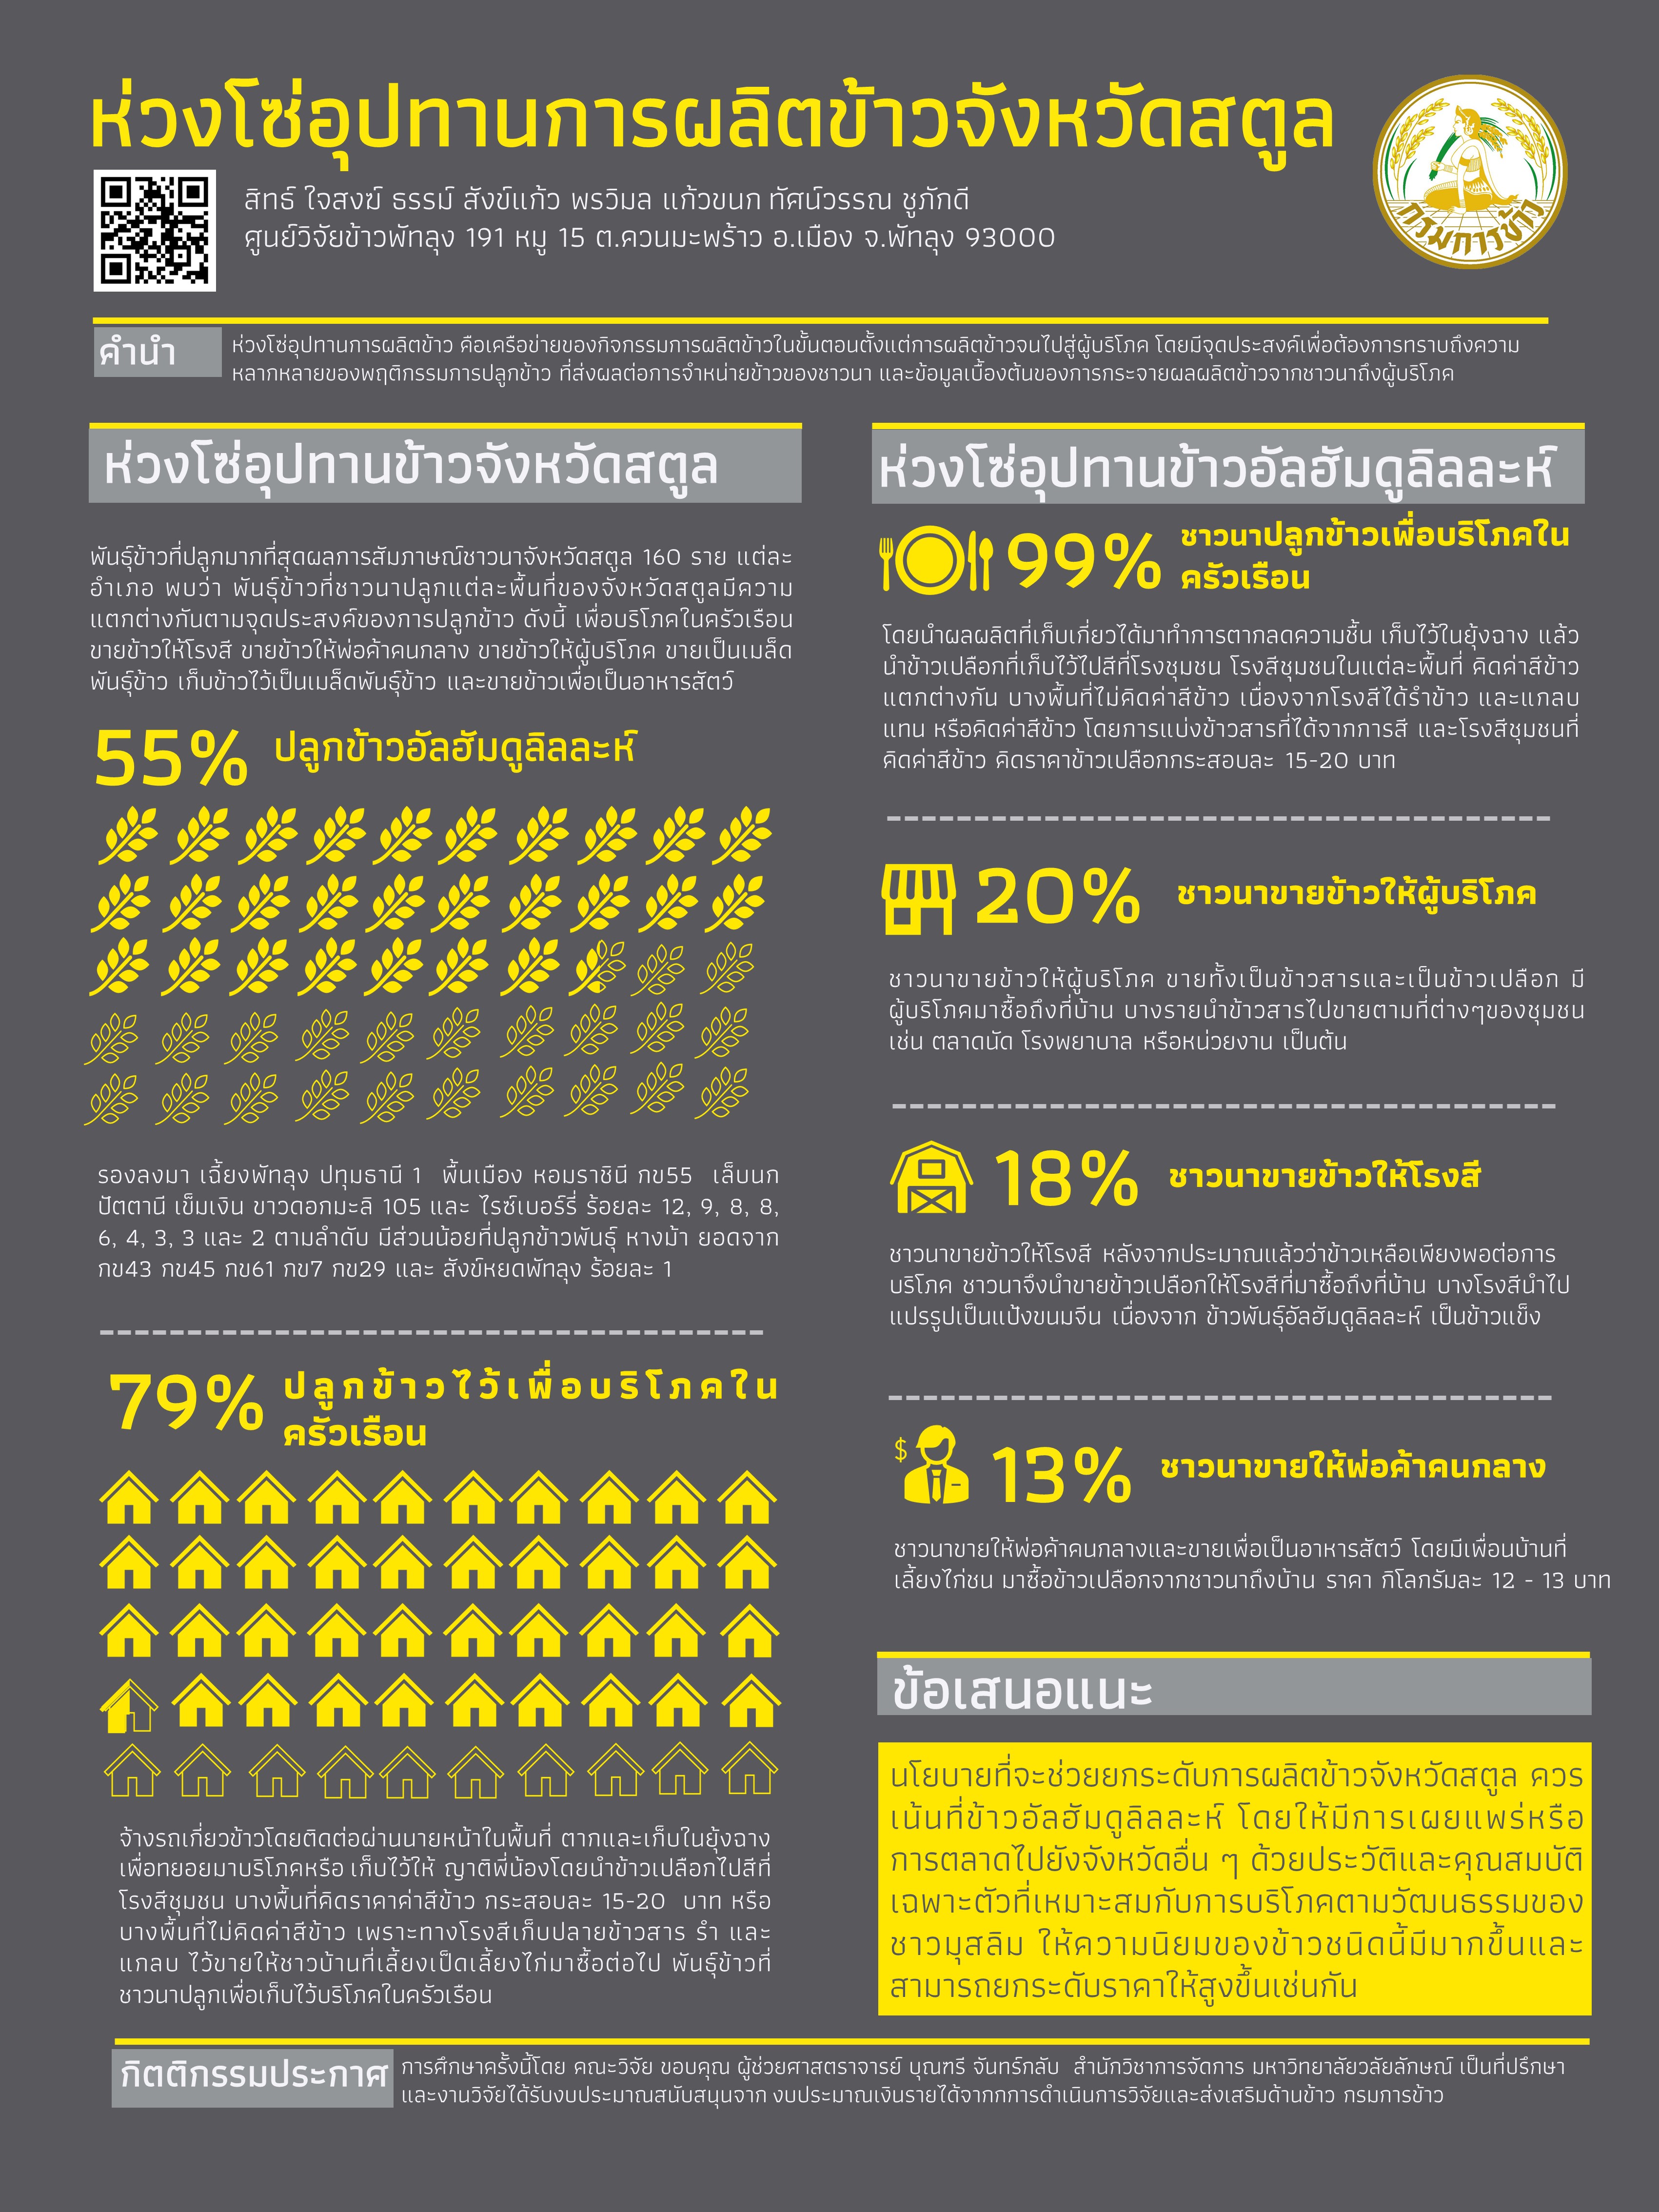 ห่วงโซ่อุปทานการผลิตข้าวจังหวัดสตูล
สิทธ์ ใจสงฆ์ ธรรม์ สังข์แก้ว พรวิมล แก้วขนก ทัศน์วรรณ ชูภักดี
ศูนย์วิจัยข้าวพัทลุง 191 หมู 15 ต.ควนมะพร้าว อ.เมือง จ.พัทลุง 93000
กรมการข้าว
คำนำ
ห่วงโซ่อุปทานการผลิตข้าว คือเครือข่ายของกิจกรรมการผลิตข้าวในขั้นตอนตั้งแต่การผลิตข้าวจนไปสู่ผู้บริโภค โดยมีจุดประสงค์เพื่อต้องการทราบถึงความ
หลากหลายของพฤติกรรมการปลูกข้าว ที่ส่งผลต่อการจำหน่ายข้าวของชาวนา และข้อมูลเบื้องต้นของการกระจายผลผลิตข้าวจากชาวนาถึงผู้บริโภค
ห่วงโซ่อุปทานข้าวจังหวัดสตูล
พันธุ์ข้าวที่ปลูกมากที่สุดผลการสัมภาษณ์ชาวนาจังหวัดสตูล 160 ราย แต่ละ
อำเภอ พบว่า พันธุ์ข้าวที่ชาวนาปลูกแต่ละพื้นที่ของจังหวัดสตูลมีความ
แตกต่างกันตามจุดประสงค์ของการปลูกข้าว ดังนี้ เพื่อบริโภคในครัวเรือน
ขายข้าวให้โรงสี ขายข้าวให้พ่อค้าคนกลาง ขายข้าวให้ผู้บริโภค ขายเป็นเมล็ด
พันธุ์ข้าว เก็บข้าวไว้เป็นเมล็ดพันธุ์ข้าว และขายข้าวเพื่อเป็นอาหารสัตว์
55% ปลูกข้าวอัลฮัมดูลิลละห์
รองลงมา เฉี้ยงพัทลุง ปทุมธานี 1 พื้นเมือง หอมราชินี กข55 เล็บนก
ปัตตานี เข็มเงิน ขาวดอกมะลิ 105 และ ไรซ์เบอร์รี่ ร้อยละ 12, 9, 8, 8,
6, 4, 3, 3 และ 2 ตามลำดับ มีส่วนน้อยที่ปลูกข้าวพันธุ์ หางม้า ยอดจาก
กข43 กข45 กข61 กข7 กข29 และ สังข์หยดพัทลุง ร้อยละ 1
79% ปลูกข้าวไว้เพื่อบริโภคใน
ครัวเรือน
จ้างรถเกี่ยวข้าวโดยติดต่อผ่านนายหน้าในพื้นที่ ตากและเก็บในยุ้งฉาง
เพื่อทยอยมาบริโภคหรือ เก็บไว้ให้ ญาติพี่น้องโดยนำข้าวเปลือกไปสีที่
โรงสีชุมชน บางพื้นที่คิดราคาค่าสีข้าว กระสอบละ 15-20 บาท หรือ
บางพื้นที่ไม่คิดค่าสีข้าว เพราะทางโรงสีเก็บปลายข้าวสาร รำ และ
แกลบ ไว้ขายให้ชาวบ้านที่เลี้ยงเป็ดเลี้ยงไก่มาซื้อต่อไป พันธุ์ข้าวที่
ชาวนาปลูกเพื่อเก็บไว้บริโภคในครัวเรือน
ห่วงโซ่อุปทานข้าวอัลฮัมดูลิลละห์
99% ชาวนาปลูกข้าวเพื่อบริโภคใน
ครัวเรือน
โดยนำผลผลิตที่เก็บเกี่ยวได้มาทำการตากลดความชื้น เก็บไว้ในยุ้งฉาง แล้ว
นำข้าวเปลือกที่เก็บไว้ไปสีที่โรงชุมชน โรงสีชุมชนในแต่ละพื้นที่ คิดค่าสีข้าว
แตกต่างกัน บางพื้นที่ไม่คิดค่าสีข้าว เนื่องจากโรงสีได้รำข้าว และแกลบ
แทน หรือคิดค่าสีข้าว โดยการแบ่งข้าวสารที่ได้จากการสี และโรงสีชุมชนที่
คิดค่าสีข้าว คิดราคาข้าวเปลือกกระสอบละ 15-20 บาท
20% ชาวนาขายข้าวให้ผู้บริโภค
ชาวนาขายข้าวให้ผู้บริโภค ขายทั้งเป็นข้าวสารและเป็นข้าวเปลือก มี
ผู้บริโภคมาซื้อถึงที่บ้าน บางรายนำข้าวสารไปขายตามที่ต่างๆของชุมชน
เช่น ตลาดนัด โรงพยาบาล หรือหน่วยงาน เป็นต้น
18% ชาวนาขายข้าวให้โรงสี
ชาวนาขายข้าวให้โรงสี หลังจากประมาณแล้วว่าข้าวเหลือเพียงพอต่อการ
บริโภค ชาวนาจึงนำขายข้าวเปลือกให้โรงสีที่มาซื้อถึงที่บ้าน บางโรงสีนำไป
แปรรูปเป็นแป้งขนมจีน เนื่องจาก ข้าวพันธุ์อัลฮัมดูลิลละห์ เป็นข้าวแข็ง
$ 13% ชาวนาขายให้พ่อค้าคนกลาง
ชาวนาขายให้พ่อค้าคนกลางและขายเพื่อเป็นอาหารสัตว์ โดยมีเพื่อนบ้านที่
เลี้ยงไก่ชน มาซื้อข้าวเปลือกจากชาวนาถึงบ้าน ราคา กิโลกรัมละ 12 - 13 บาท
ข้อเสนอแนะ
นโยบายที่จะช่วยยกระดับการผลิตข้าวจังหวัดสตูล ควร
เน้นที่ข้าวอัลฮัมดูลิลละห์ โดยให้มีการเผยแพร่หรือ
การตลาดไปยังจังหวัดอื่น ๆ ด้วยประวัติและคุณสมบัติ
เฉพาะตัวที่เหมาะสมกับการบริโภคตามวัฒนธรรมของ
ชาวมุสลิม ให้ความนิยมของข้าวชนิดนี้มีมากขึ้นและ
สามารถยกระดับราคาให้สูงขึ้นเช่นกัน
กิตติกรรมประกาศ
การศึกษาครั้งนี้โดย คณะวิจัย ขอบคุณ ผู้ช่วยศาสตราจารย์ บุณฑรี จันทร์กลับ สำนักวิชาการจัดการ มหาวิทยาลัยวลัยลักษณ์ เป็นที่ปรึกษา
และงานวิจัยได้รับงบประมาณสนับสนุนจาก งบประมาณเงินรายได้จากกการดำเนินการวิจัยและส่งเสริมด้านข้าว กรมการข้าว